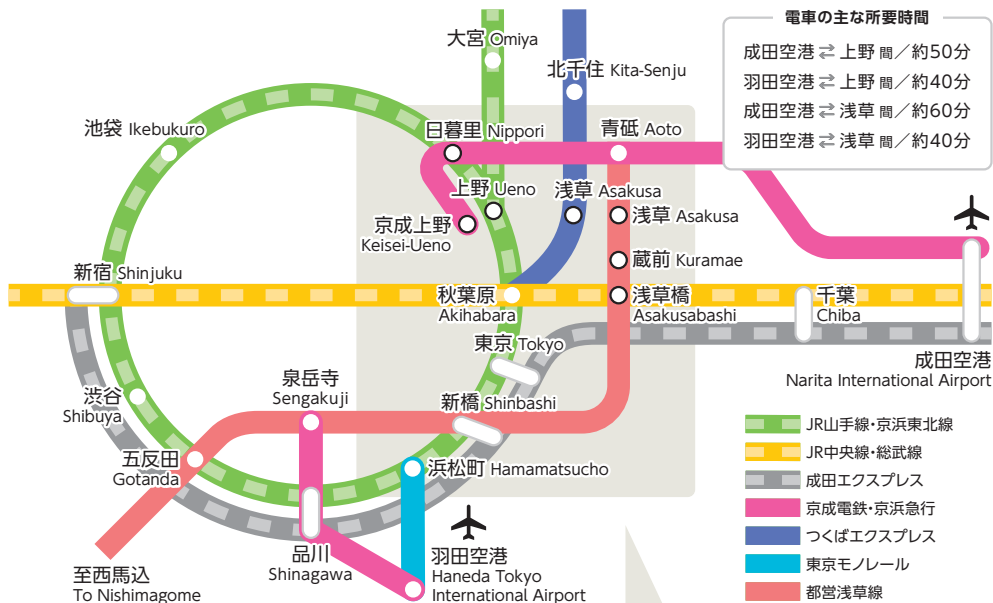 電車の主な所要時間
成田空港 ⇄ 上野 間／約50分
羽田空港 ⇄ 上野 間／約40分
成田空港 ⇄ 浅草 間／約60分
羽田空港 ⇄ 浅草 間／約40分
大宮 Omiya
北千住 Kita-Senju
池袋 Ikebukuro
日暮里 Nippori
青砥 Aoto
上野 Ueno
浅草 Asakusa
浅草 Asakusa
京成上野
Keisei-Ueno
蔵前 Kuramae
新宿 Shinjuku
秋葉原
Akihabara
浅草橋
Asakusabashi
千葉
Chiba
東京 Tokyo
成田空港
Narita International Airport
泉岳寺
Sengakuji
渋谷
Shibuya
新橋 Shinbashi
五反田
Gotanda
浜松町 Hamamatsucho
品川
Shinagawa
羽田空港
Haneda Tokyo
International Airport
至西馬込
To Nishimagome
JR山手線・京浜東北線
JR中央線・総武線
成田エクスプレス
京成電鉄・京浜急行
つくばエクスプレス
東京モノレール
都営浅草線